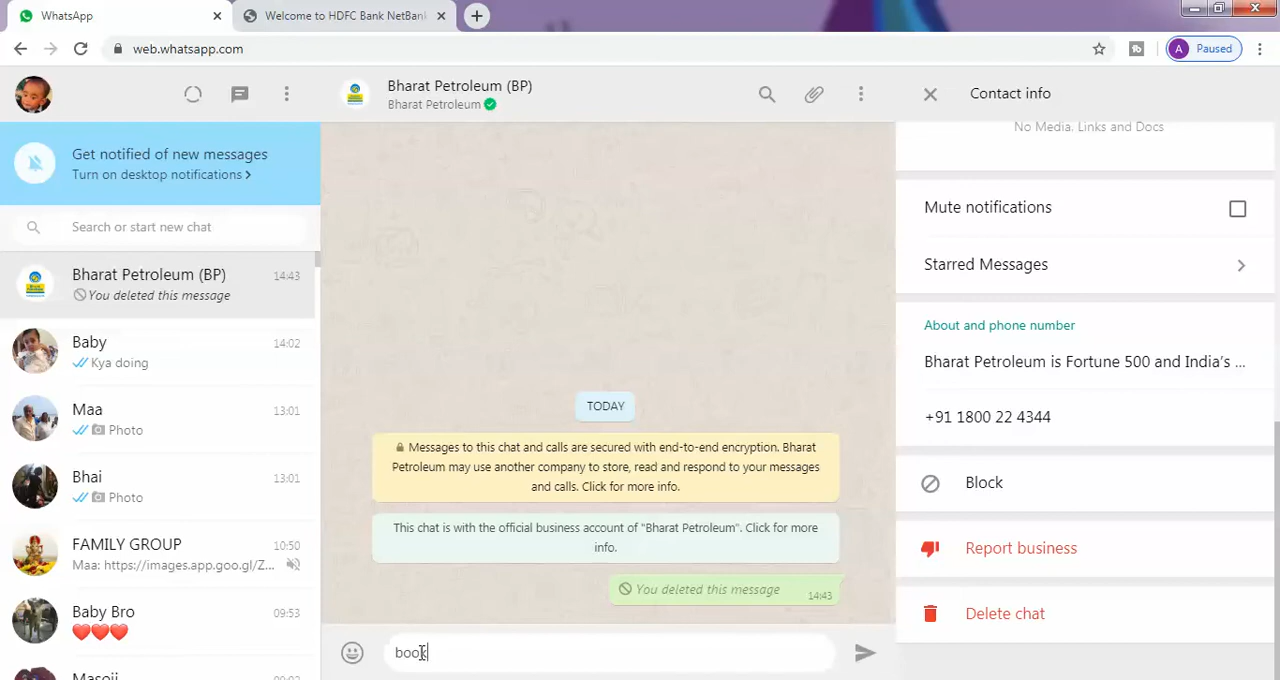 WhatsApp
Welcome to HDFC Bank NetBank
web.whatsapp.com
A Paused
Bharat Petroleum (BP)
Bharat Petroleum
Contact info
Get notified of new messages
Turn on desktop notifications >
Search or start new chat
Bharat Petroleum (BP) 14:43
You deleted this message
Baby 14:02
Kya doing
Maa 13:01
Photo
Bhai 13:01
Photo
FAMILY GROUP 10:50
Maa: https://images.app.goo.gl/Z...
Baby Bro 09:53
❤️❤️❤️
Masoji
TODAY
Messages to this chat and calls are secured with end-to-end encryption. Bharat
Petroleum may use another company to store, read and respond to your messages
and calls. Click for more info.
This chat is with the official business account of "Bharat Petroleum". Click for more
info.
You deleted this message 14:43
book
No Media, Links and Docs
Mute notifications
Starred Messages
About and phone number
Bharat Petroleum is Fortune 500 and India's ...
+91 1800 22 4344
Block
Report business
Delete chat